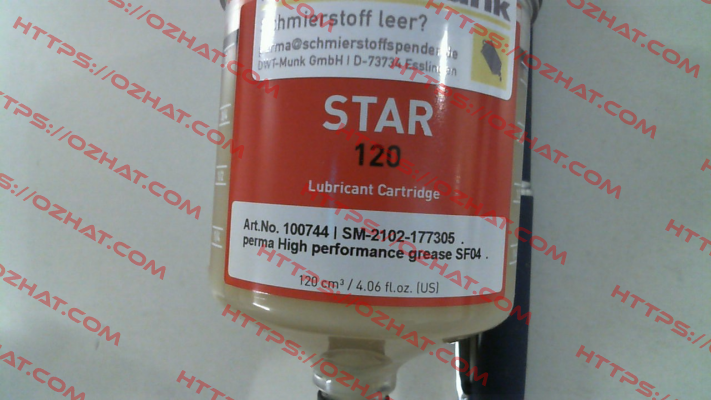 Schmierstoff leer?
perma@schmierstoffspender.de
DWT-Munk GmbH | D-73734 Esslingen
STAR
120
Lubricant Cartridge
Art.No. 100744 | SM-2102-177305 .
perma High performance grease SF04 .
120 cm³ / 4.06 fl.oz. (US)
HTTPS://OZHAT.COM